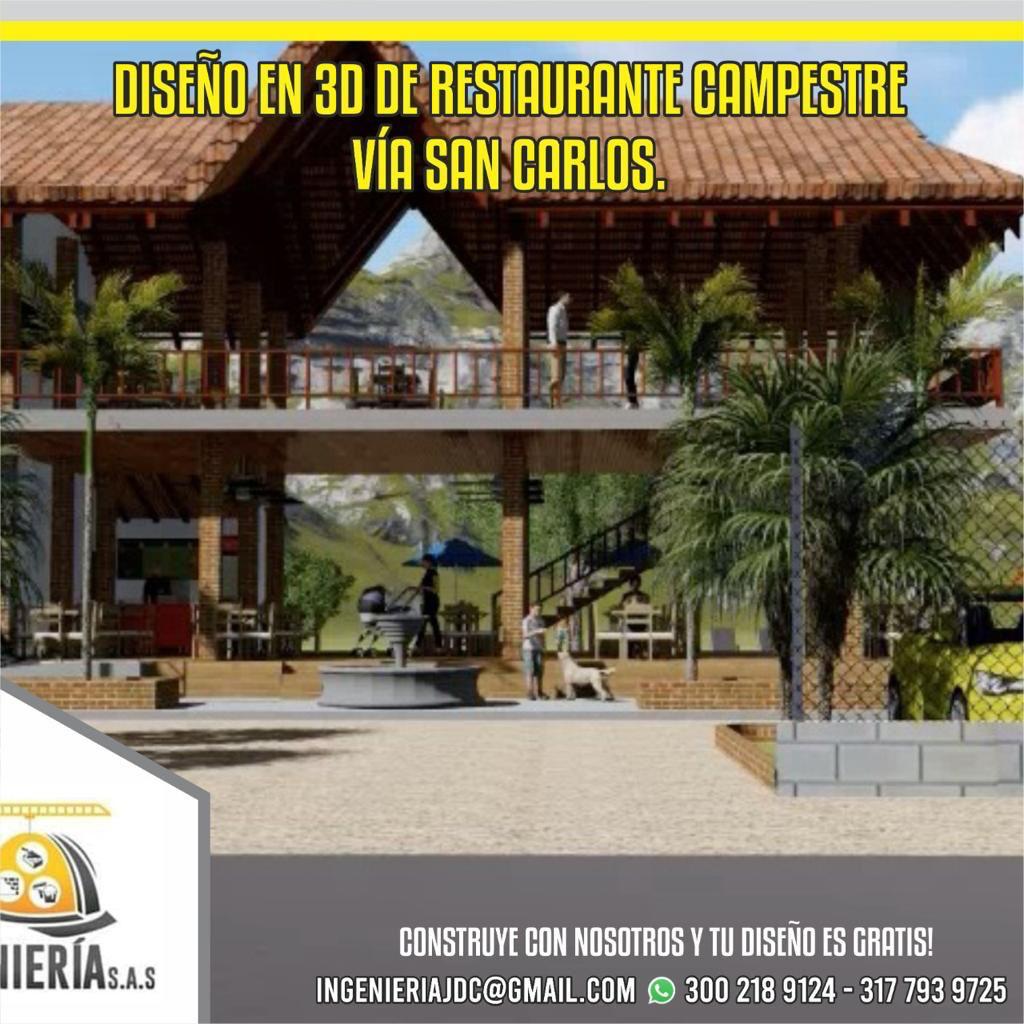 DISEÑO EN 3D DE RESTAURANTE CAMPESTRE
VÍA SAN CARLOS.
NIERÍA S.A.S
CONSTRUYE CON NOSOTROS Y TU DISEÑO ES GRATIS!
INGENIERIAJDC@GMAIL.COM 300 218 9124 - 317 793 9725